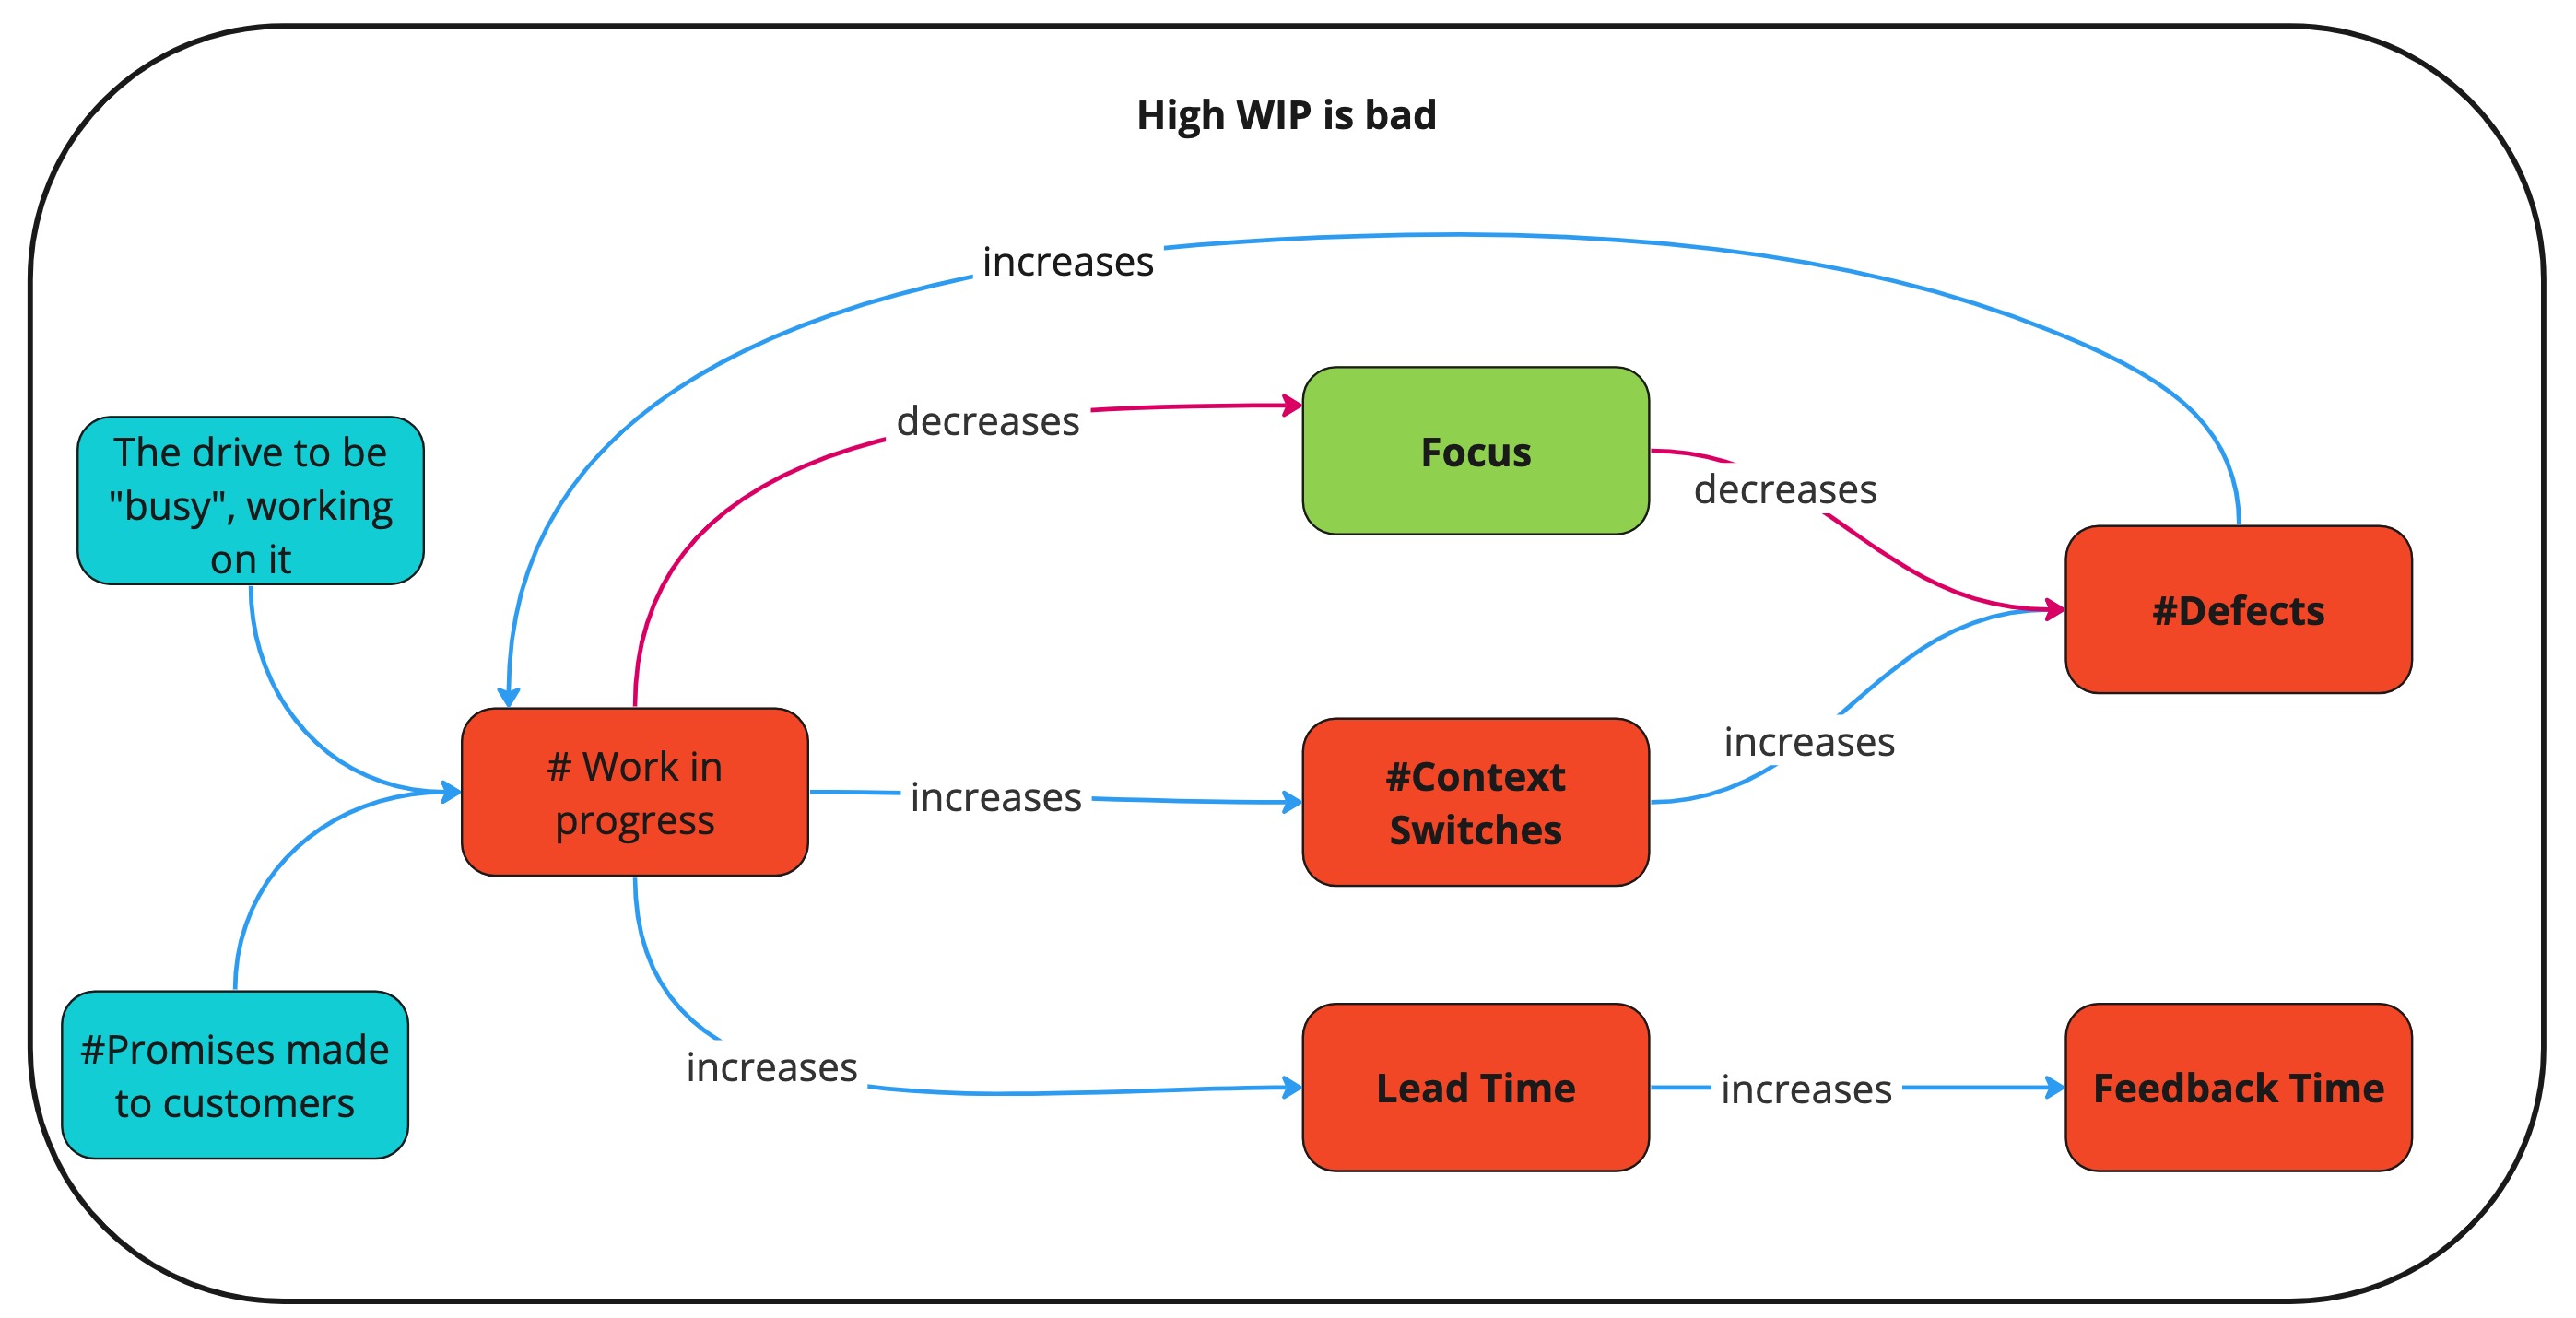 High WIP is bad
increases
decreases
Focus
decreases
The drive to be
"busy", working
on it
#Defects
# Work in
progress
increases
#Context
Switches
increases
#Promises made
to customers
increases
Lead Time
increases
Feedback Time